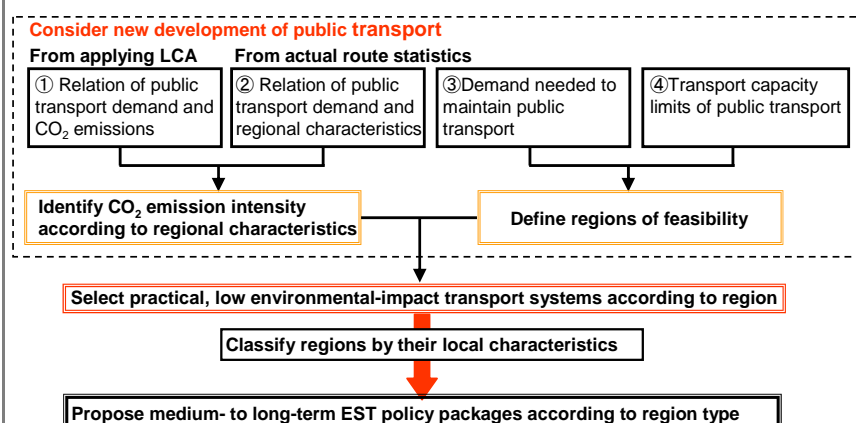 Consider new development of public transport
From applying LCA
From actual route statistics
① Relation of public
transport demand and
CO₂ emissions
② Relation of public
transport demand and
regional characteristics
③Demand needed to
maintain public
transport
④Transport capacity
limits of public transport
Identify CO₂ emission intensity
according to regional characteristics
Define regions of feasibility
Select practical, low environmental-impact transport systems according to region
Classify regions by their local characteristics
Propose medium- to long-term EST policy packages according to region type